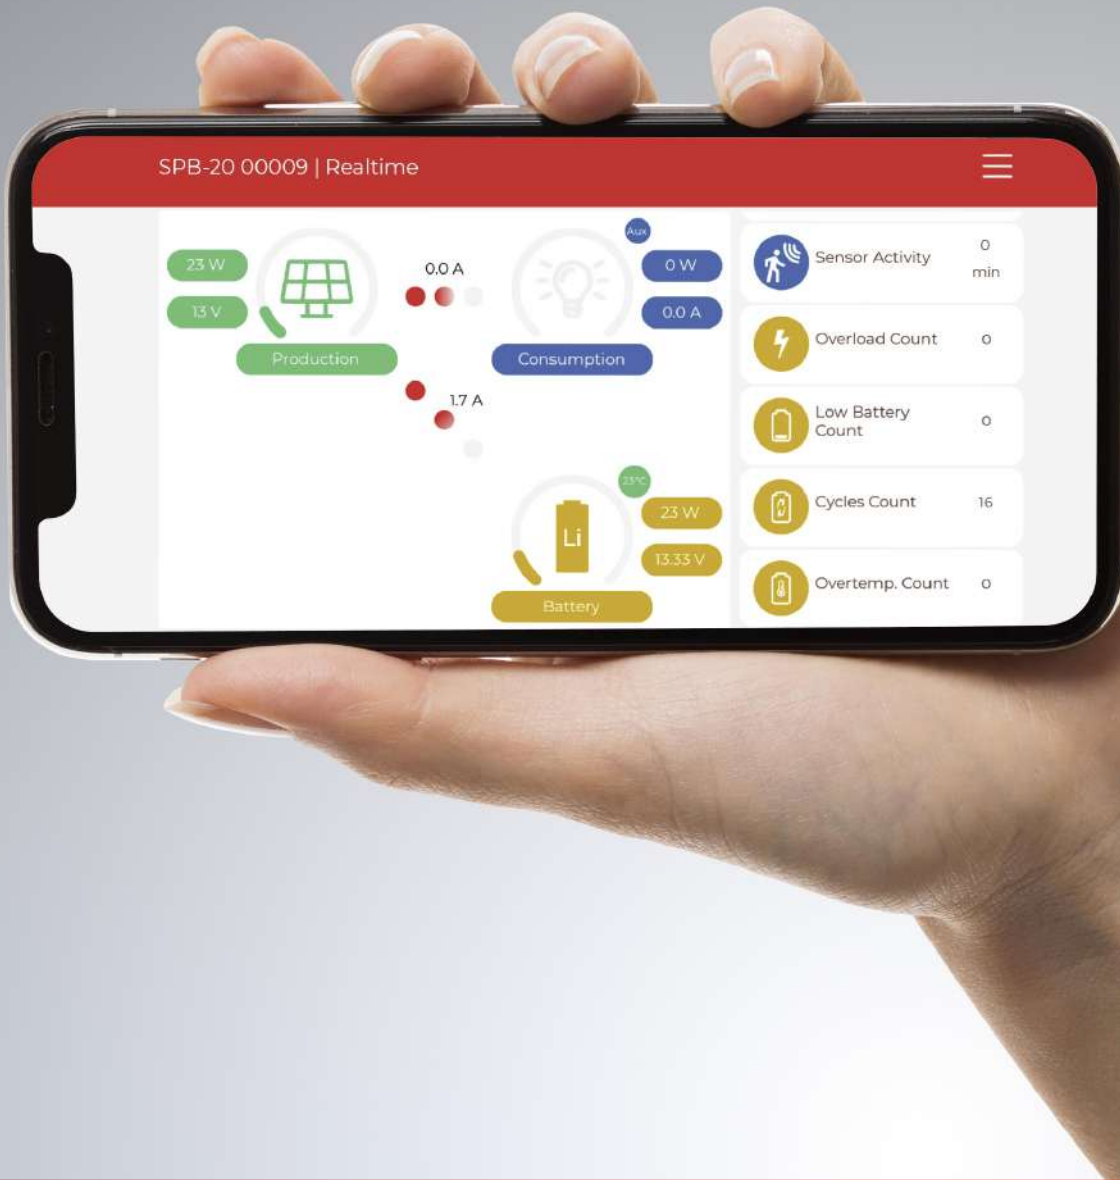 SPB-20 00009 | Realtime
23 W
13 V
Production
0.0 A
1.7 A
Aux
0 W
0.0 A
Consumption
23°C
23 W
13.33 V
Li
Battery
Sensor Activity
0
min
Overload Count
0
Low Battery
Count
0
Cycles Count
16
Overtemp. Count
0